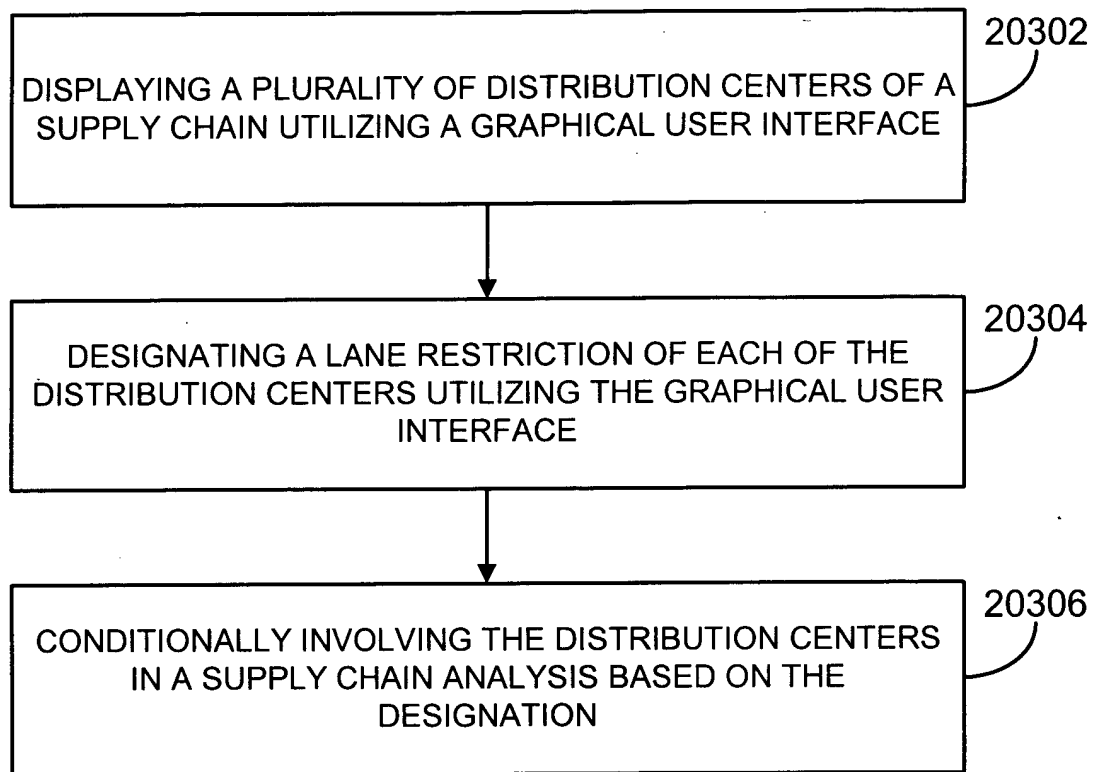 20302
DISPLAYING A PLURALITY OF DISTRIBUTION CENTERS OF A
SUPPLY CHAIN UTILIZING A GRAPHICAL USER INTERFACE
20304
DESIGNATING A LANE RESTRICTION OF EACH OF THE
DISTRIBUTION CENTERS UTILIZING THE GRAPHICAL USER
INTERFACE
20306
CONDITIONALLY INVOLVING THE DISTRIBUTION CENTERS
IN A SUPPLY CHAIN ANALYSIS BASED ON THE
DESIGNATION